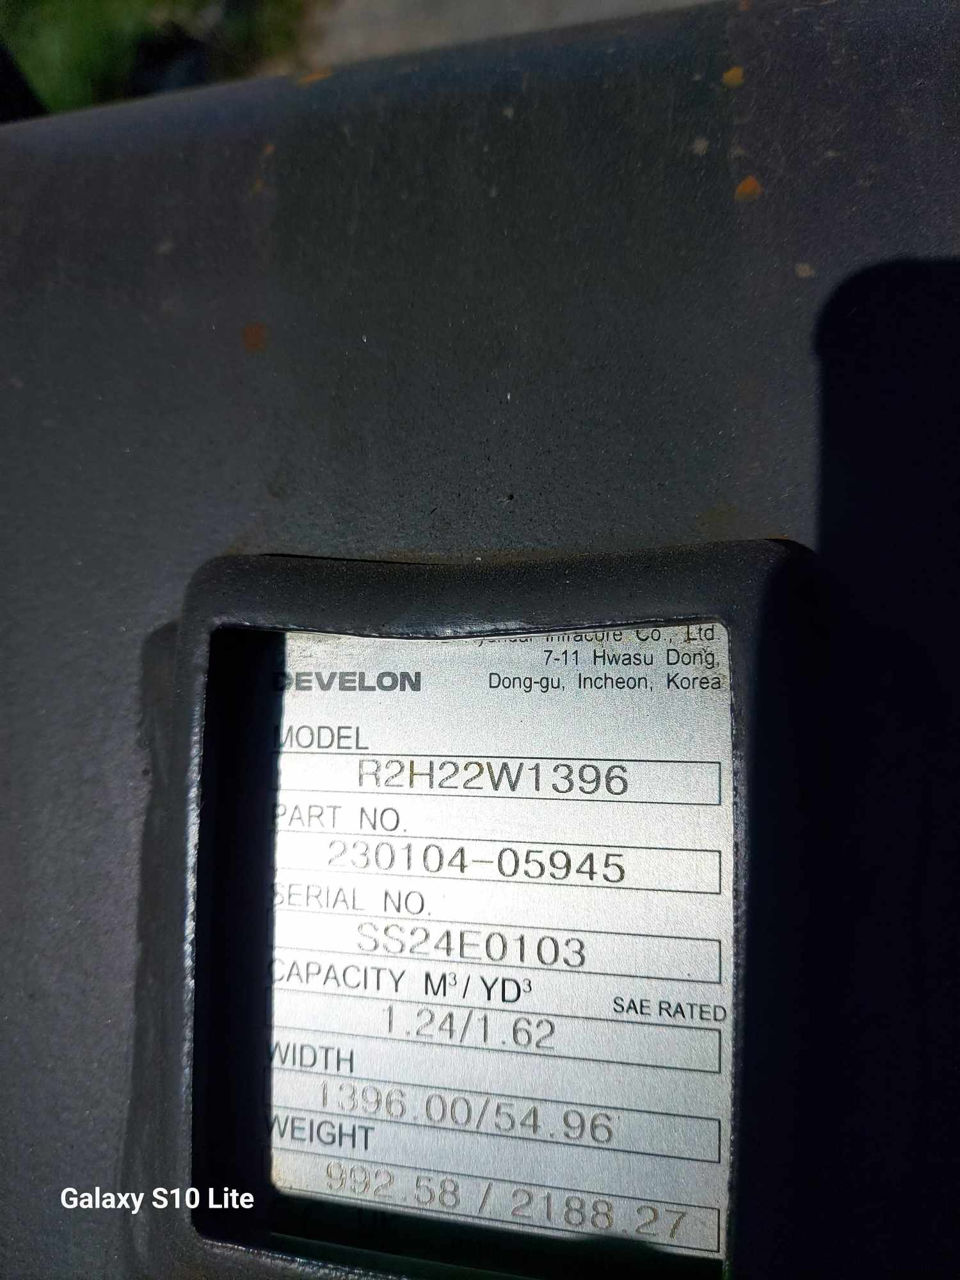 Infracore Co., Ltd.
7-11 Hwasu Dong,
DEVELON
Dong-gu, Incheon, Korea
MODEL
R2H22W1396
PART NO.
230104-05945
SERIAL NO.
SS24E0103
CAPACITY M³/YD³
SAE RATED
1.24/1.62
WIDTH
1396.00/54.96
WEIGHT
992.58 / 2188.27
Galaxy S10 Lite